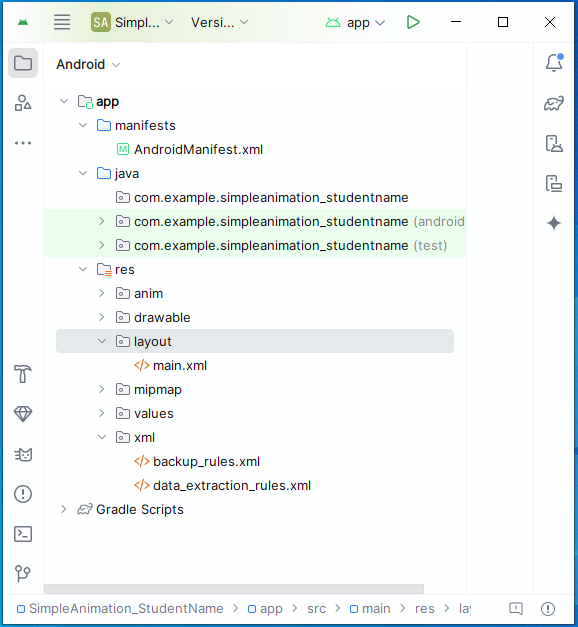 SA Simpl... Versi... app
Android
app
manifests
M AndroidManifest.xml
java
com.example.simpleanimation_studentname
com.example.simpleanimation_studentname (android
com.example.simpleanimation_studentname (test)
res
anim
drawable
layout
</> main.xml
mipmap
values
xml
</> backup_rules.xml
</> data_extraction_rules.xml
Gradle Scripts
SimpleAnimation_StudentName > app > src > main > res > la